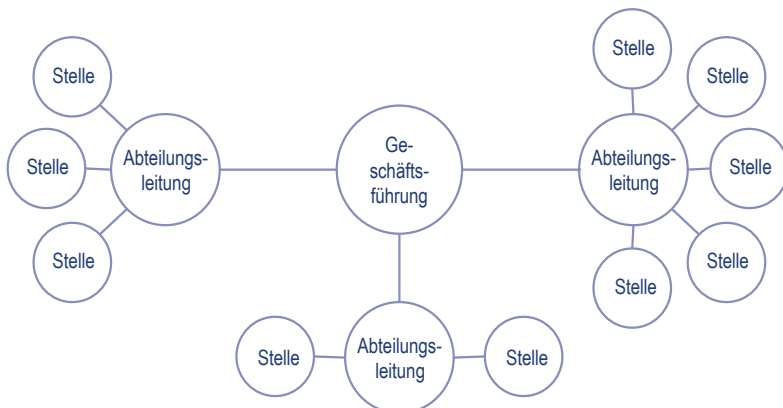 Stelle
Stelle
Stelle
Abteilungs-
leitung
Ge-
schäfts-
führung
Stelle
Stelle
Abteilungs-
leitung
Stelle
Stelle
Stelle
Stelle
Abteilungs-
leitung
Stelle